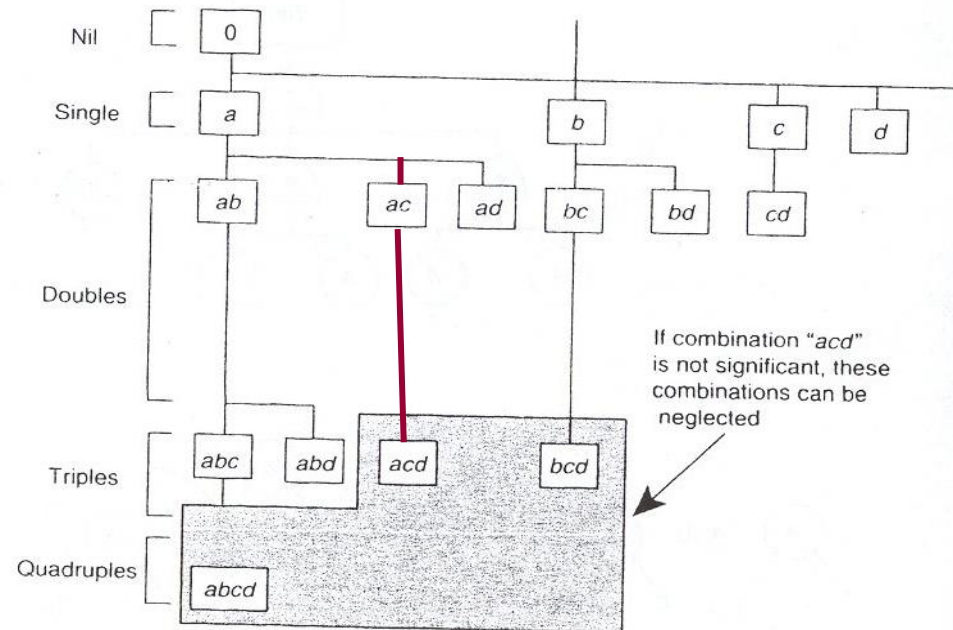 Nil
0
Single
a
b
c
d
ab
ac
ad
bc
bd
cd
Doubles
If combination “acd”
is not significant, these
combinations can be
neglected
Triples
abc
abd
acd
bcd
Quadruples
abcd